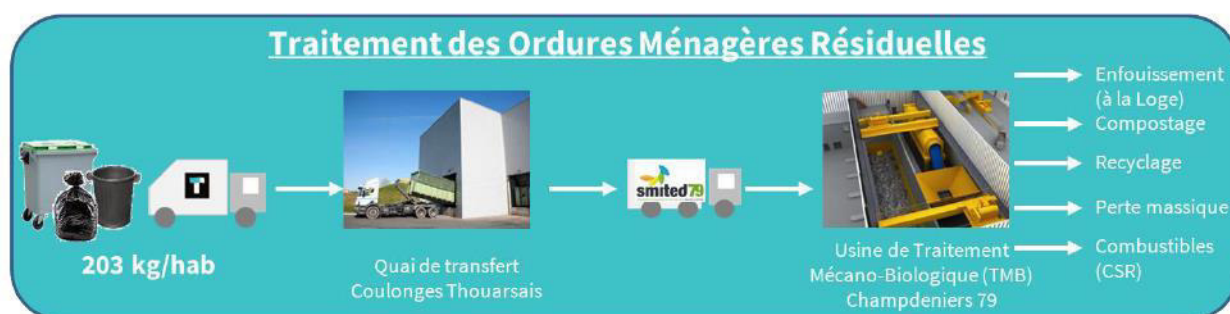 Traitement des Ordures Ménagères Résiduelles
T
203 kg/hab
Quai de transfert
Coulonges Thouarsais
smited79
Usine de Traitement
Mécano-Biologique (TMB)
Champdeniers 79
Enfouissement
(à la Loge)
Compostage
Recyclage
Perte massique
Combustibles
(CSR)